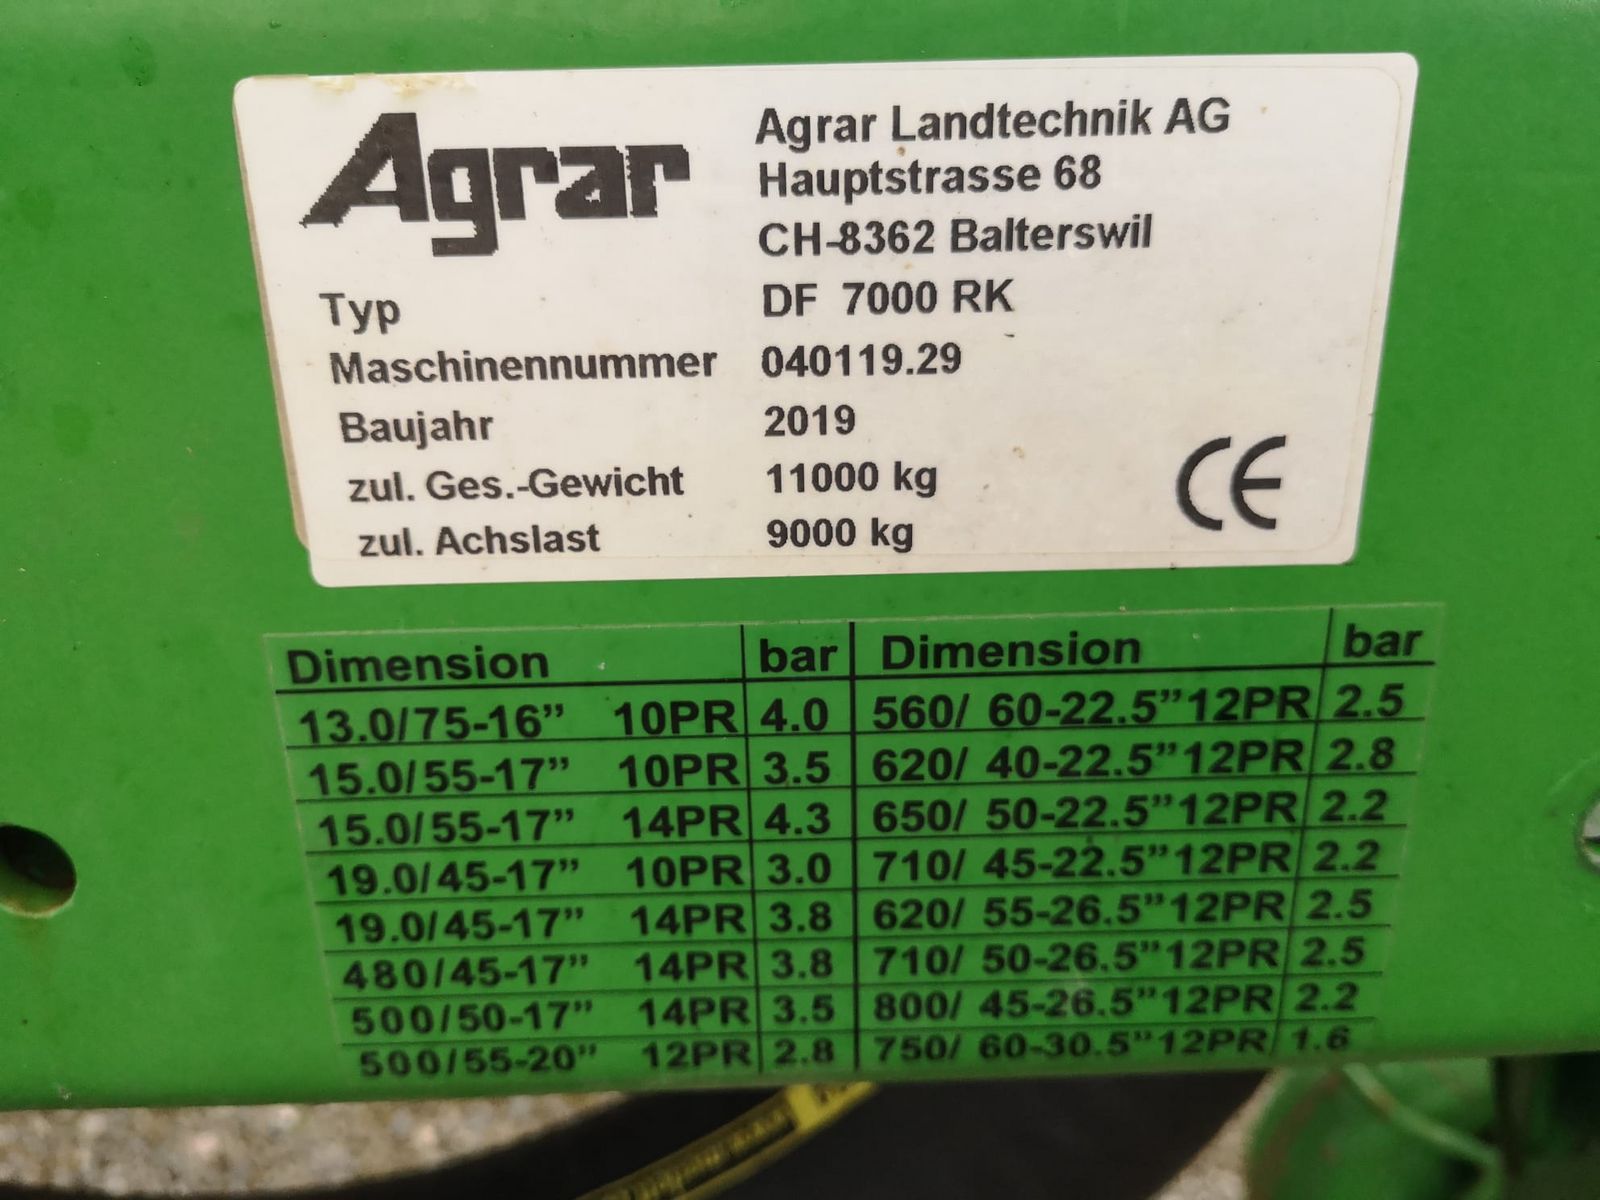 Agrar
Agrar Landtechnik AG
Hauptstrasse 68
CH-8362 Balterswil
Typ DF 7000 RK
Maschinennummer 040119.29
Baujahr 2019
zul. Ges.-Gewicht 11000 kg
zul. Achslast 9000 kg
CE
Dimension bar Dimension bar
13.0/75-16” 10PR 4.0 560/ 60-22.5” 12PR 2.5
15.0/55-17” 10PR 3.5 620/ 40-22.5” 12PR 2.8
15.0/55-17” 14PR 4.3 650/ 50-22.5” 12PR 2.2
19.0/45-17” 10PR 3.0 710/ 45-22.5” 12PR 2.2
19.0/45-17” 14PR 3.8 620/ 55-26.5” 12PR 2.5
480/45-17” 14PR 3.8 710/ 50-26.5” 12PR 2.5
500/50-17” 14PR 3.5 800/ 45-26.5” 12PR 2.2
500/55-20” 12PR 2.8 750/ 60-30.5” 12PR 1.6